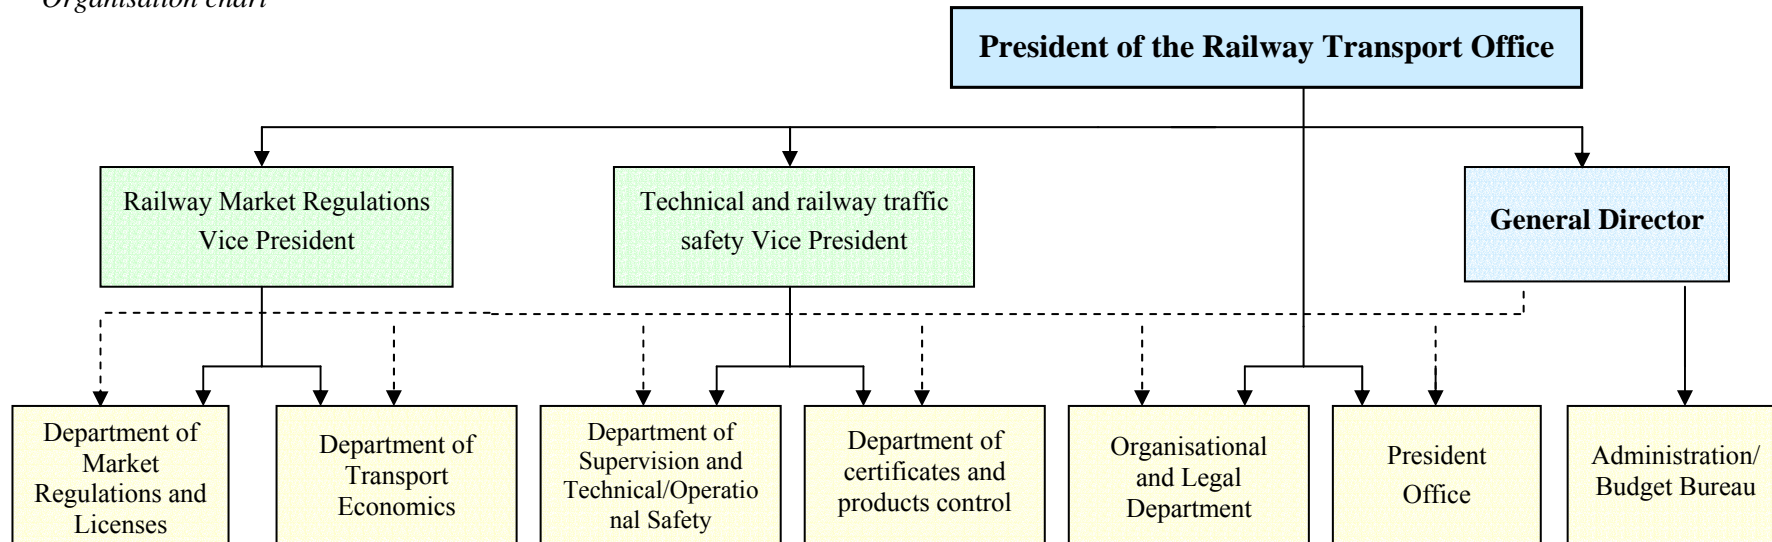 Organisation chart
President of the Railway Transport Office
Railway Market Regulations
Vice President
Technical and railway traffic
safety Vice President
General Director
Department of
Market
Regulations and
Licenses
Department of
Transport
Economics
Department of
Supervision and
Technical/Operatio
nal Safety
Department of
certificates and
products control
Organisational
and Legal
Department
President
Office
Administration/
Budget Bureau